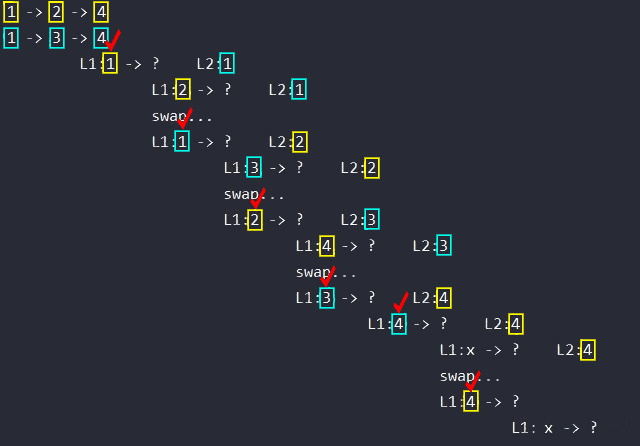 1 -> 2 -> 4
1 -> 3 -> 4
L1:1 -> ? L2:1
L1:2 -> ? L2:1
swap...
L1:1 -> ? L2:2
L1:3 -> ? L2:2
swap...
L1:2 -> ? L2:3
L1:4 -> ? L2:3
swap...
L1:3 -> ? L2:4
L1:4 -> ? L2:4
L1:x -> ? L2:4
swap...
L1:4 -> ?
L1: x -> ?